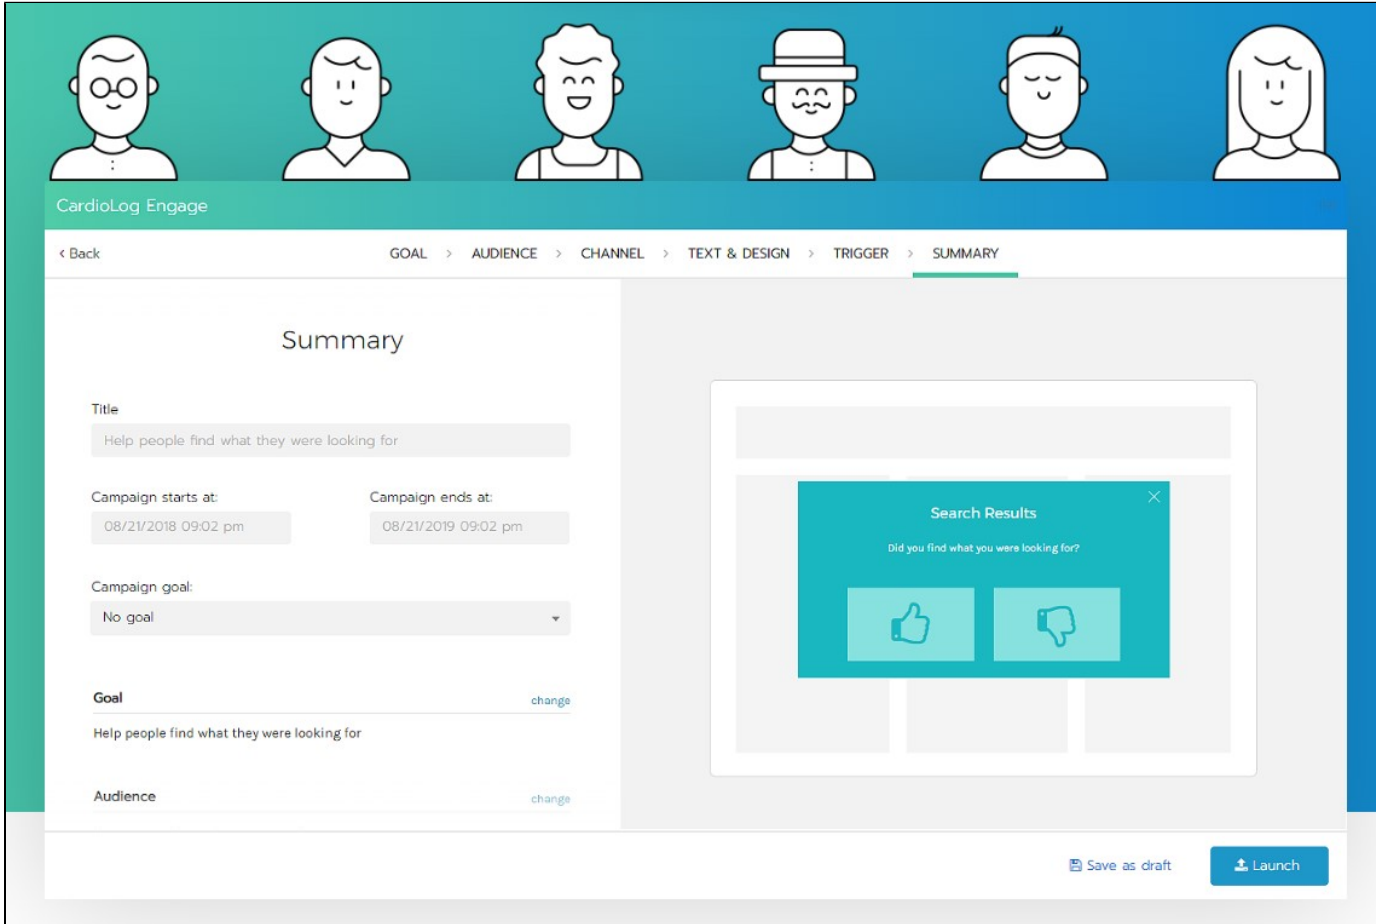 CardioLog Engage
‹ Back
GOAL > AUDIENCE > CHANNEL > TEXT & DESIGN > TRIGGER > SUMMARY
Summary
Title
Help people find what they were looking for
Campaign starts at: Campaign ends at:
08/21/2018 09:02 pm 08/21/2019 09:02 pm
Campaign goal:
No goal
Goal change
Help people find what they were looking for
Audience change
Search Results
Did you find what you were looking for?
Save as draft Launch